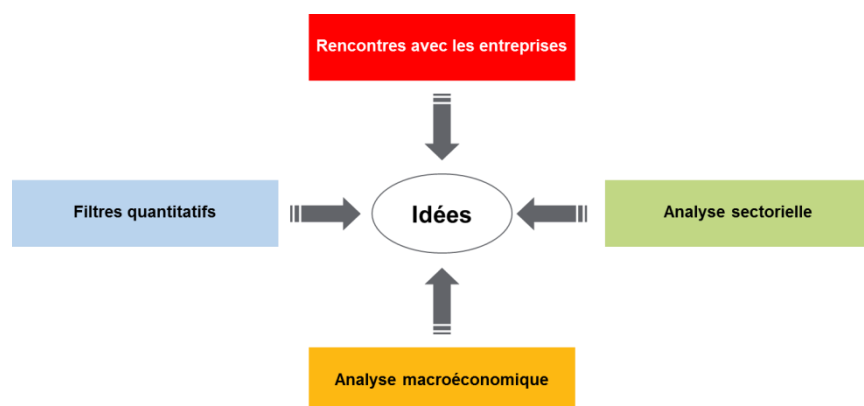 Rencontres avec les entreprises
Filtres quantitatifs
Idées
Analyse sectorielle
Analyse macroéconomique